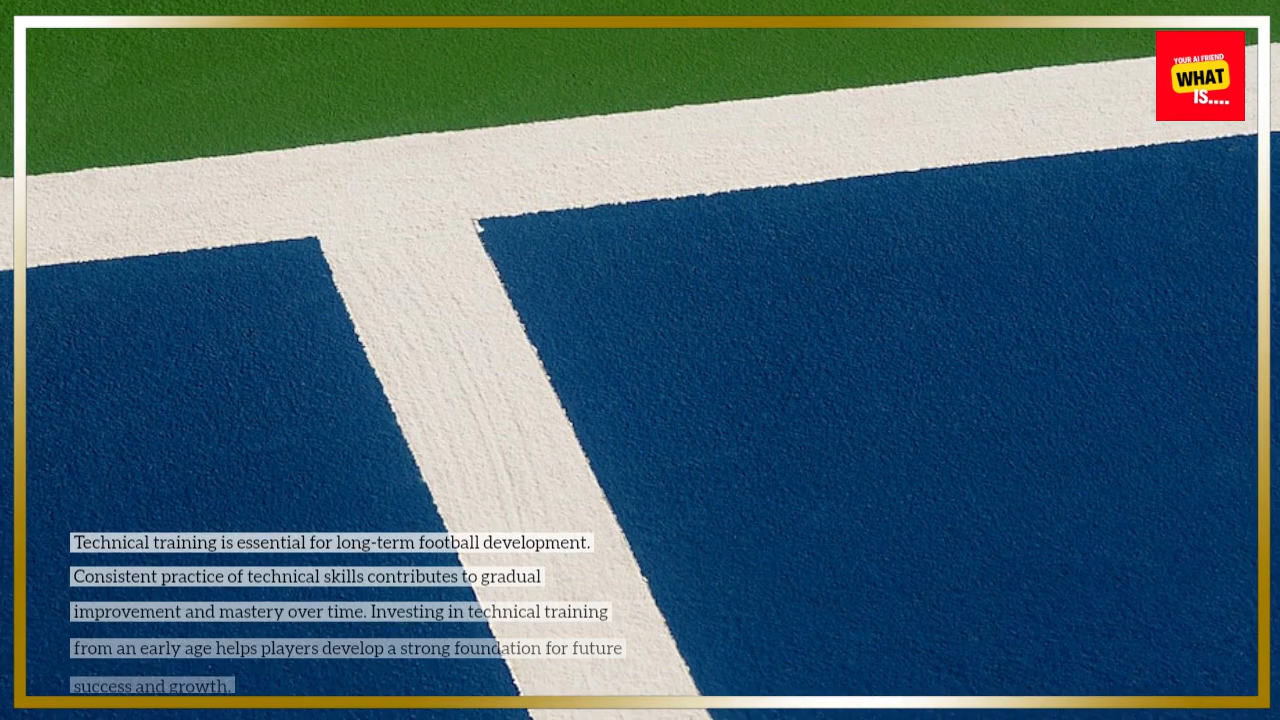 YOUR AI FRIEND
WHAT
IS....
Technical training is essential for long-term football development.
Consistent practice of technical skills contributes to gradual
improvement and mastery over time. Investing in technical training
from an early age helps players develop a strong foundation for future
success and growth.